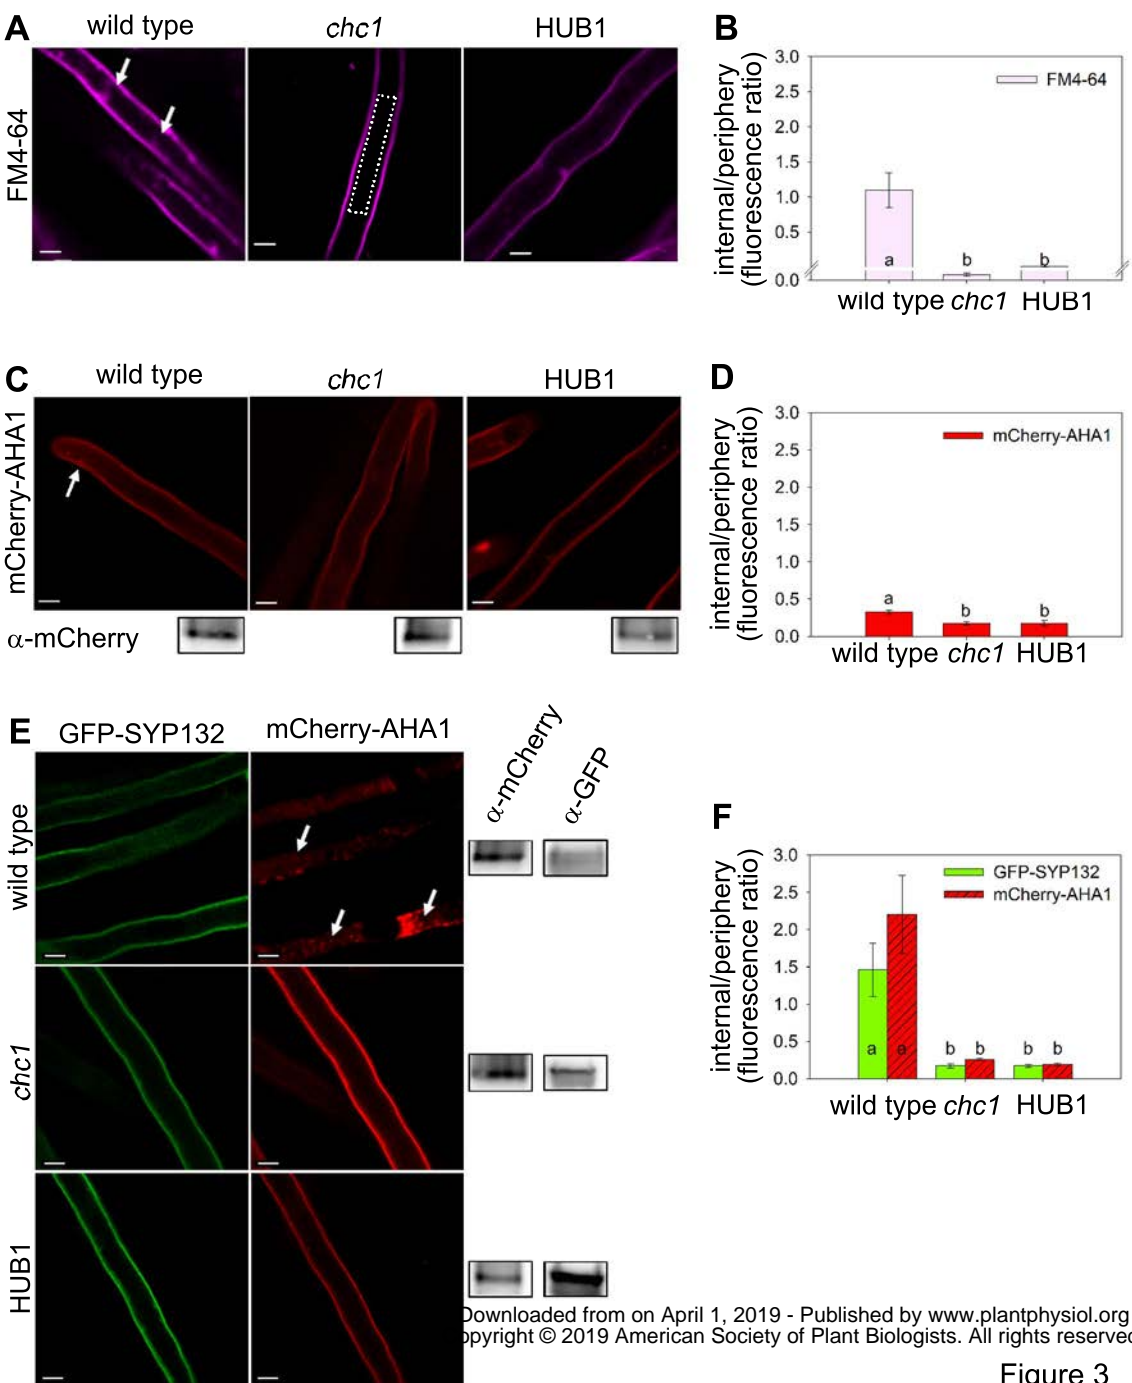 A
wild type
chc1
HUB1
FM4-64
B
internal/periphery
(fluorescence ratio)
3.0
2.5
2.0
1.5
1.0
0.5
0.0
FM4-64
a
b
b
wild type chc1 HUB1
C
wild type
chc1
HUB1
mCherry-AHA1
α-mCherry
D
internal/periphery
(fluorescence ratio)
3.0
2.5
2.0
1.5
1.0
0.5
0.0
mCherry-AHA1
a
b
b
wild type chc1 HUB1
E
GFP-SYP132
mCherry-AHA1
α-mCherry
α-GFP
wild type
chc1
HUB1
F
internal/periphery
(fluorescence ratio)
3.0
2.5
2.0
1.5
1.0
0.5
0.0
GFP-SYP132
mCherry-AHA1
a a
b b
b b
wild type chc1 HUB1
Downloaded from on April 1, 2019 - Published by www.plantphysiol.org
opyright © 2019 American Society of Plant Biologists. All rights reserved
Figure 3